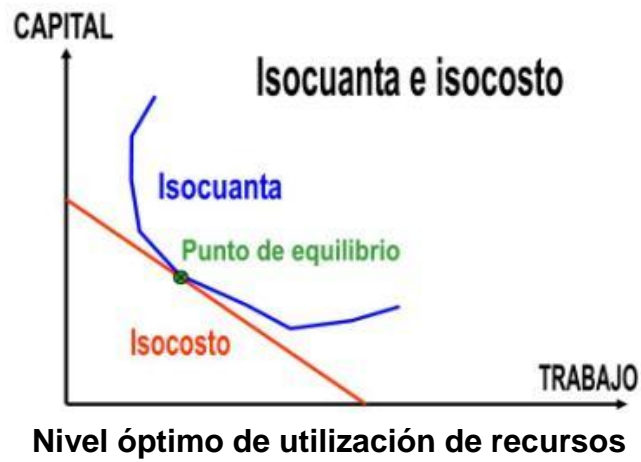 CAPITAL
Isocuanta e isocosto
Isocuanta
Punto de equilibrio
Isocosto
TRABAJO
Nivel óptimo de utilización de recursos